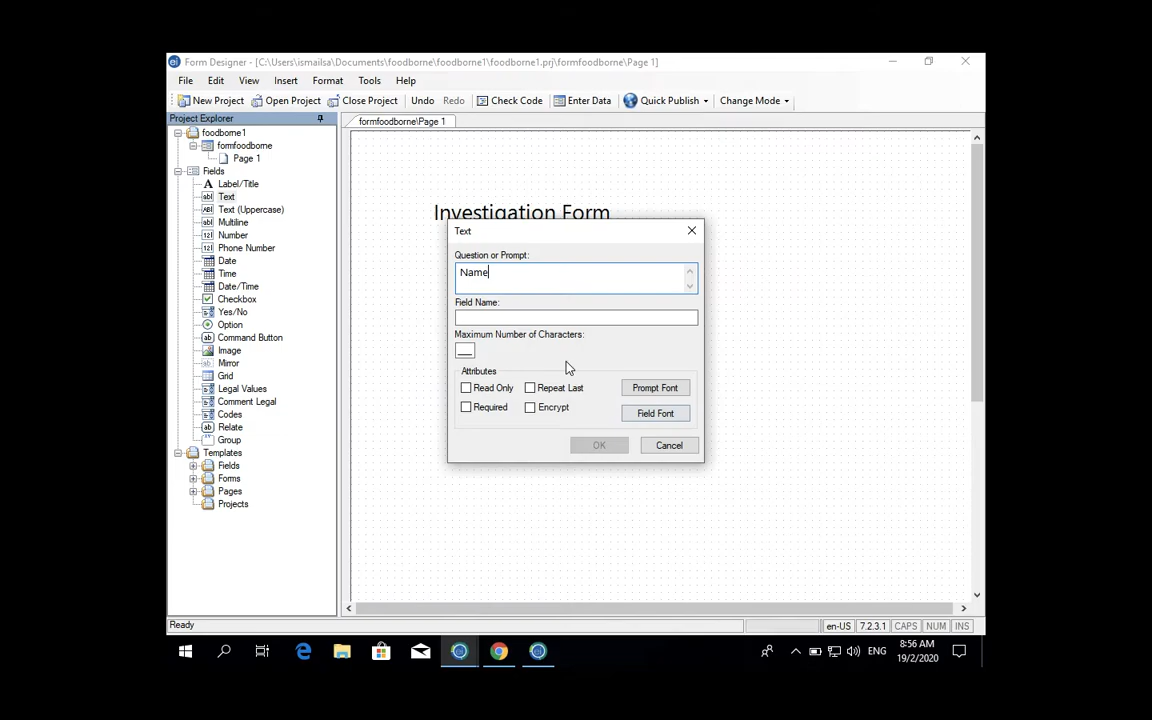 Form Designer - [C:\Users\ismailsa\Documents\foodborne\foodborne1\foodborne1.prj\formfoodborne\Page 1]
File Edit View Insert Format Tools Help
New Project Open Project Close Project Undo Redo Check Code Enter Data Quick Publish Change Mode
Project Explorer
formfoodborne\Page 1
foodborne1
formfoodborne
Page 1
Fields
Label/Title
Text
Text (Uppercase)
Multiline
Number
Phone Number
Date
Time
Date/Time
Checkbox
Yes/No
Option
Command Button
Image
Mirror
Grid
Legal Values
Comment Legal
Codes
Relate
Group
Templates
Fields
Forms
Pages
Projects
Investigation Form
Text
Question or Prompt:
Name
Field Name:
Maximum Number of Characters:
Attributes
Read Only Repeat Last Prompt Font
Required Encrypt Field Font
OK Cancel
Ready
en-US 7.2.3.1 CAPS NUM INS
ENG
8:56 AM
19/2/2020